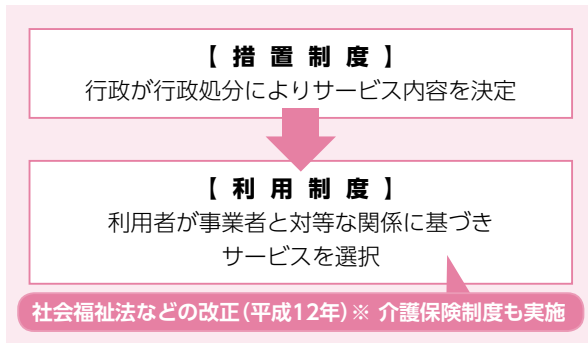 【 措 置 制 度 】
行政が行政処分によりサービス内容を決定
【 利 用 制 度 】
利用者が事業者と対等な関係に基づき
サービスを選択
社会福祉法などの改正(平成12年)※ 介護保険制度も実施